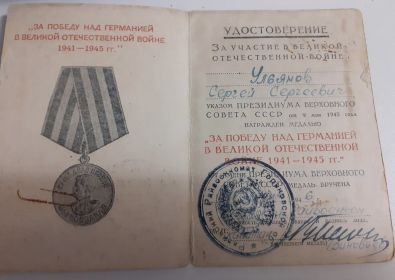 "ЗА ПОБЕДУ НАД ГЕРМАНИЕЙ
В ВЕЛИКОЙ ОТЕЧЕСТВЕННОЙ ВОЙНЕ
1941—1945 гг."
УДОСТОВЕРЕНИЕ
ЗА УЧАСТИЕ В ВЕЛИКОЙ
ОТЕЧЕСТВЕННОЙ ВОЙНЕ
Ульянов
Сергей Сергеевич
УКАЗОМ ПРЕЗИДИУМА ВЕРХОВНОГО
СОВЕТА СССР от 9 мая 1945 года
НАГРАЖДЕН МЕДАЛЬЮ
"ЗА ПОБЕДУ НАД ГЕРМАНИЕЙ
В ВЕЛИКОЙ ОТЕЧЕСТВЕННОЙ
ВОЙНЕ 1941—1945 гг."
ПРЕЗИДИУМА ВЕРХОВНОГО
МЕДАЛЬ ВРУЧЕНА